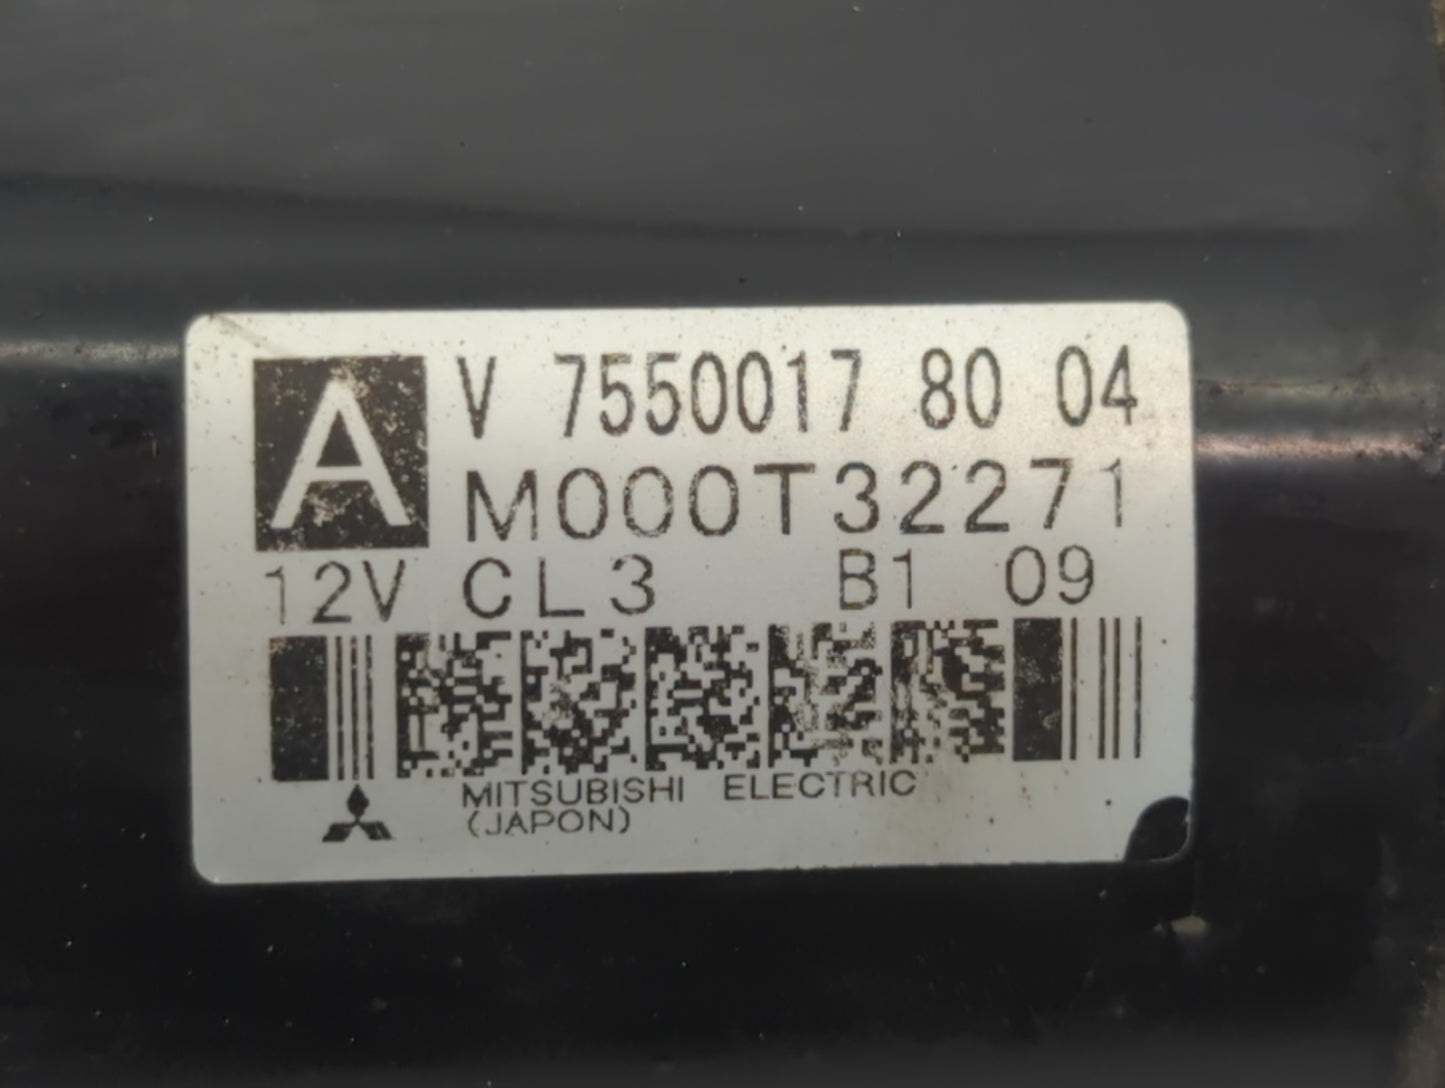 A
V 7550017 80 04
M000T32271
12V CL3 B1 09
MITSUBISHI ELECTRIC
(JAPON)